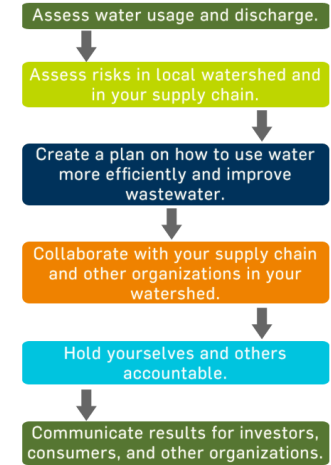 Assess water usage and discharge.
Assess risks in local watershed and
in your supply chain.
Create a plan on how to use water
more efficiently and improve
wastewater.
Collaborate with your supply chain
and other organizations in your
watershed.
Hold yourselves and others
accountable.
Communicate results for investors,
consumers, and other organizations.